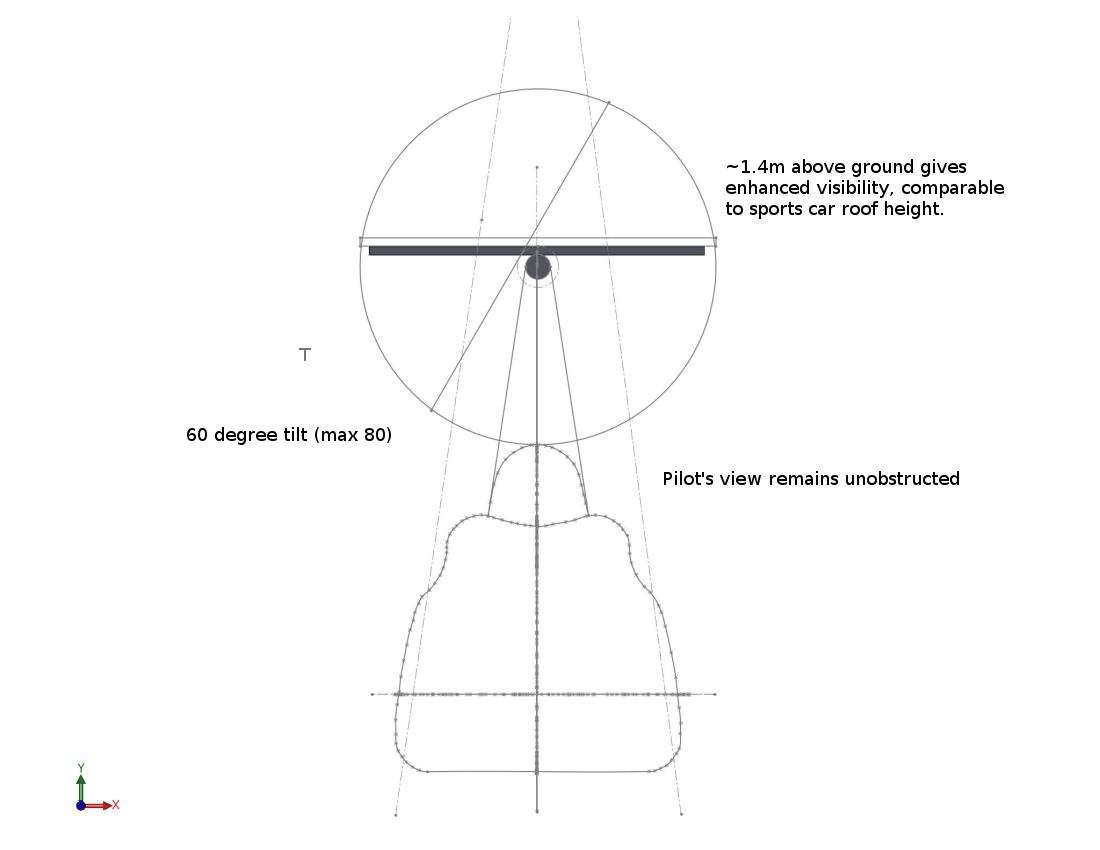 ~1.4m above ground gives
enhanced visibility, comparable
to sports car roof height.
T
60 degree tilt (max 80)
Pilot's view remains unobstructed
Y
X